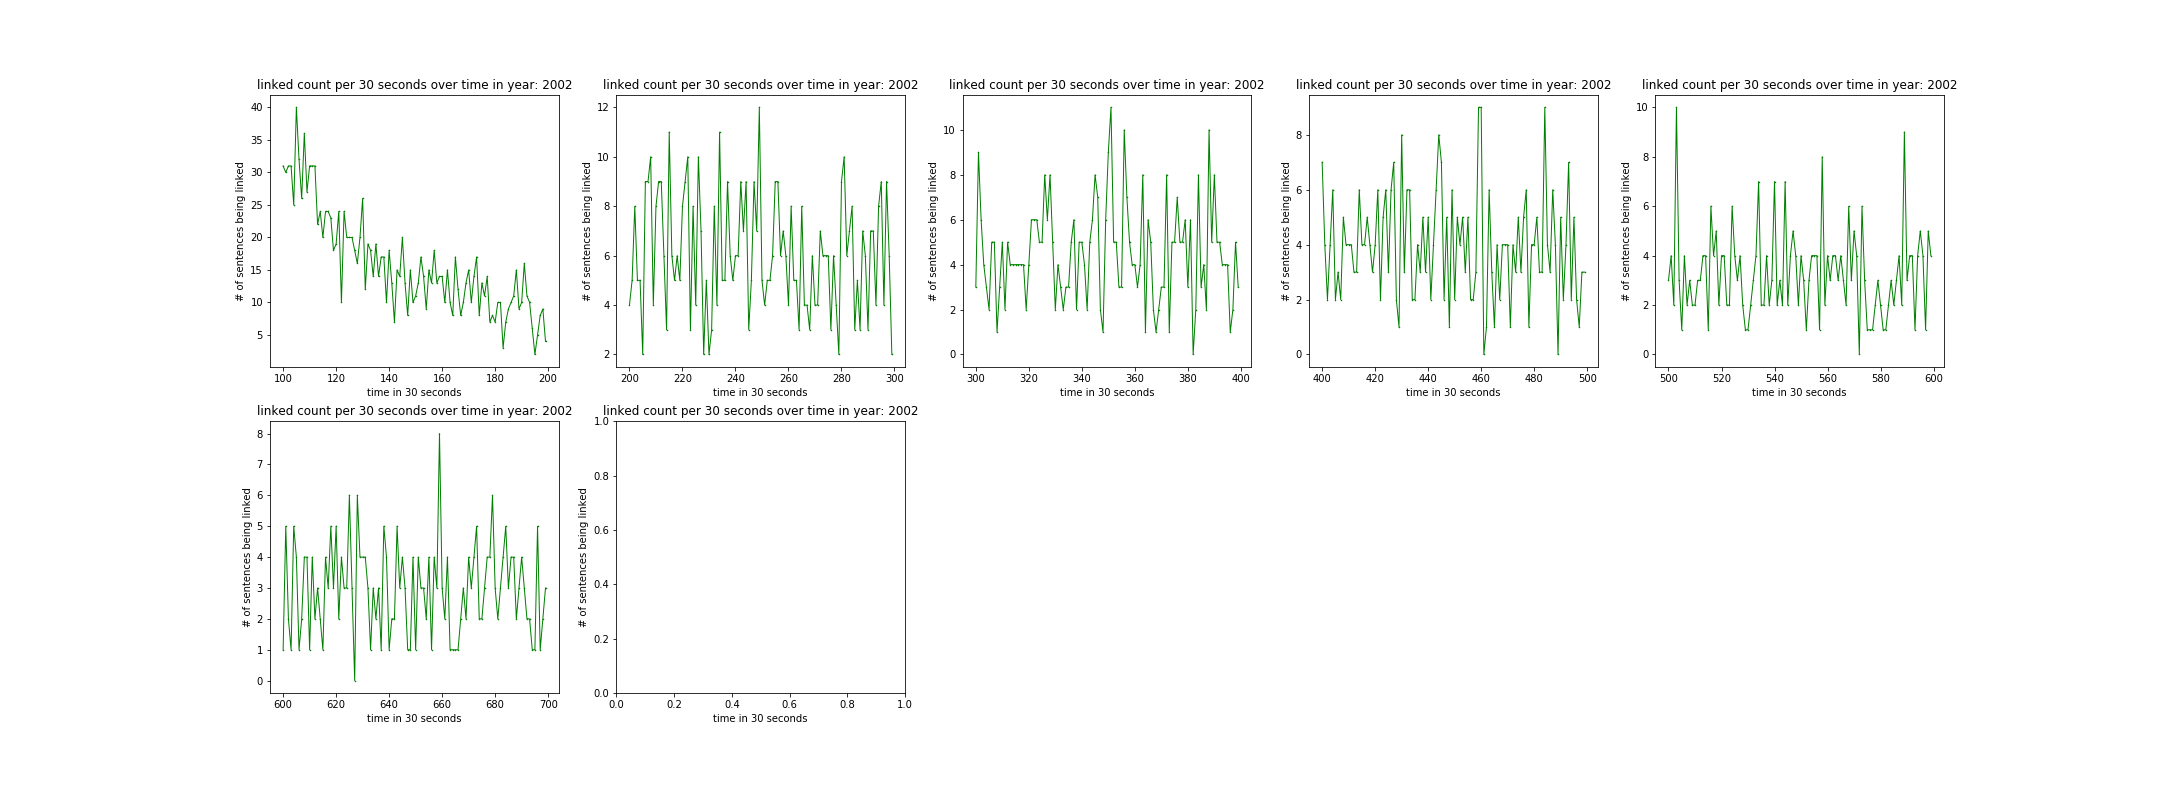 linked count per 30 seconds over time in year: 2002
# of sentences being linked
40
35
30
25
20
15
10
5
100 120 140 160 180 200
time in 30 seconds
linked count per 30 seconds over time in year: 2002
# of sentences being linked
12
10
8
6
4
2
200 220 240 260 280 300
time in 30 seconds
linked count per 30 seconds over time in year: 2002
# of sentences being linked
10
8
6
4
2
0
300 320 340 360 380 400
time in 30 seconds
linked count per 30 seconds over time in year: 2002
# of sentences being linked
8
6
4
2
0
400 420 440 460 480 500
time in 30 seconds
linked count per 30 seconds over time in year: 2002
# of sentences being linked
10
8
6
4
2
0
500 520 540 560 580 600
time in 30 seconds
linked count per 30 seconds over time in year: 2002
# of sentences being linked
8
7
6
5
4
3
2
1
0
600 620 640 660 680 700
time in 30 seconds
linked count per 30 seconds over time in year: 2002
# of sentences being linked
1.0
0.8
0.6
0.4
0.2
0.0
0.0 0.2 0.4 0.6 0.8 1.0
time in 30 seconds